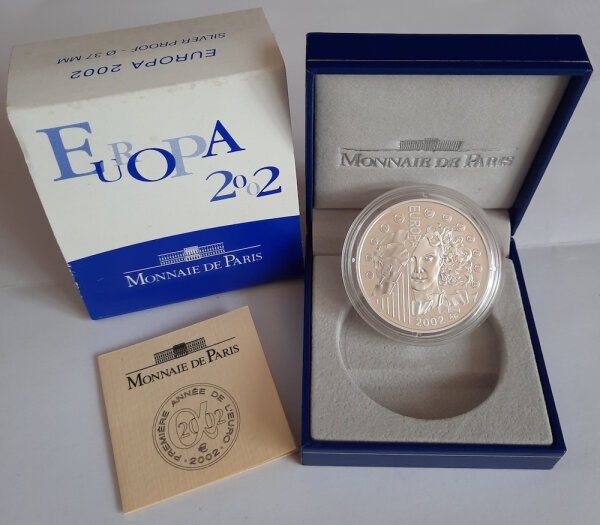 EUROPA 2002
SILVER PROOF - Ø 37 MM
EUROPA
2002
MONNAIE DE PARIS
MONNAIE DE PARIS
EUROPA
2002
MONNAIE DE PARIS
PREMIÈRE ANNÉE DE L'EURO
2002
€
• 2002 •